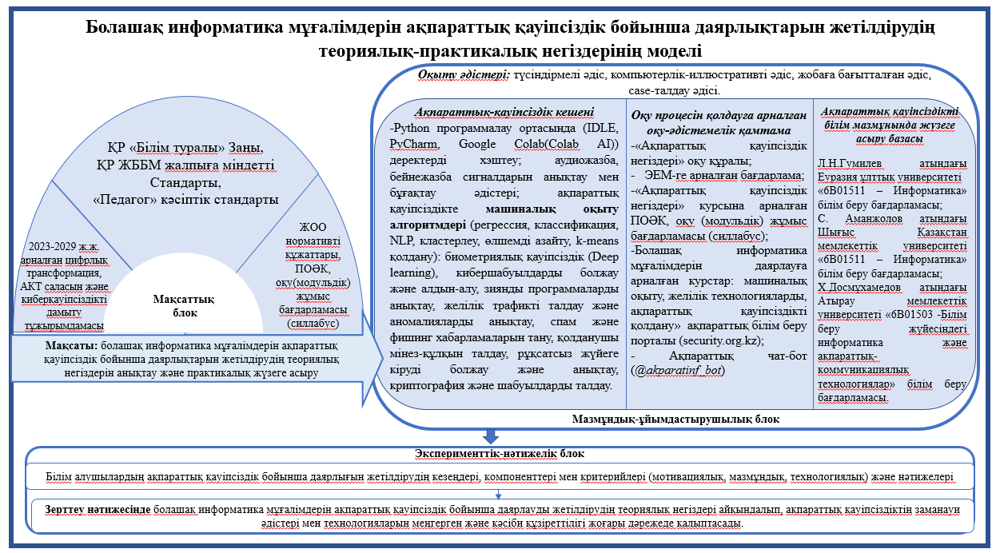 Болашақ информатика мұғалімдерін ақпараттық қауіпсіздік бойынша даярлықтарын жетілдірудің
теориялық-практикалық негіздерінің моделі
ҚР «Білім туралы» Заңы,
ҚР ЖББМ жалпыға міндетті
Стандарты,
«Педагог» кәсіптік стандарты
2023-2029 ж.ж.
арналған цифрлық
трансформация,
АКТ саласын және
киберқауіпсіздікті
дамыту
тұжырымдамасы
ЖОО
нормативті
құжаттары,
ПОӘК,
оқу(модульдік)
жұмыс
бағдарламасы
(силлабус)
Мақсаттық
блок
Мақсаты: болашақ информатика мұғалімдерін ақпараттық
қауіпсіздік бойынша даярлықтарын жетілдірудің теориялық
негіздерін анықтау және практикалық жүзеге асыру
Оқыту әдістері: түсіндірмелі әдіс, компьютерлік-иллюстративті әдіс, жобаға бағытталған әдіс,
case-талдау әдісі.
Ақпараттық-қауіпсіздік кешені
-Python программалау ортасында (IDLE,
PyCharm, Google Colab(Colab AI))
деректерді хэштеу; аудиожазба,
бейнежазба сигналдарын анықтау мен
бұғақтау әдістері; ақпараттық
қауіпсіздікте машиналық оқыту
алгоритмдері (регрессия, классификация,
NLP, кластерлеу, өлшемді азайту, k-means
қолдану): биометриялық қауіпсіздік (Deep
learning), кибершабуылдарды болжау
және алдын-алу, зиянды программаларды
анықтау, желілік трафикті талдау және
аномалияларды анықтау, спам және
фишинг хабарламаларын тану, қолданушы
мінез-құлқын талдау, рұқсатсыз жүйеге
кіруді болжау және анықтау,
криптография және шабуылдарды талдау.
Оқу процесін қолдауға арналған
оқу-әдістемелік қамтама
-«Ақпараттық қауіпсіздік
негіздері» оқу құралы;
- ЭЕМ-ге арналған бағдарлама;
-«Ақпараттық қауіпсіздік
негіздері» курсына арналған
ПОӘК, оқу (модульдік) жұмыс
бағдарламасы (силлабус);
-Болашақ информатика
мұғалімдерін даярлауға
арналған курстар: машиналық
оқыту, желілік технологияларды,
ақпараттық қауіпсіздікті
қолдану» ақпараттық білім беру
порталы (security.org.kz);
- Ақпараттық чат-бот
(@akparatinf_bot)
Ақпараттық қауіпсіздікті
білім мазмұнында жүзеге
асыру базасы
Л.Н.Гумилев атындағы
Еуразия ұлттық университеті
«6В01511 – Информатика»
білім беру бағдарламасы;
С. Аманжолов атындағы
Шығыс Қазақстан
мемлекеттік университеті
«6В01511 – Информатика»
білім беру бағдарламасы;
Х.Досмұхамедов атындағы
Атырау мемлекеттік
университеті «6В01503 -Білім
беру жүйесіндегі
информатика және
ақпараттық-
коммуникациялық
технологиялар» білім беру
бағдарламасы.
Мазмұндық-ұйымдастырушылық блок
Эксперименттік-нәтижелік блок
Білім алушылардың ақпараттық қауіпсіздік бойынша даярлығын жетілдірудің кезеңдері, компоненттері мен критерийлері (мотивациялық, мазмұндық, технологиялық) және нәтижелері
Зерттеу нәтижесінде болашақ информатика мұғалімдерін ақпараттық қауіпсіздік бойынша даярлауды жетілдірудің теориялық негіздері айқындалып, ақпараттық қауіпсіздіктің заманауи
әдістері мен технологияларын меңгерген және кәсіби құзіреттілігі жоғары дәрежеде қалыптасады.